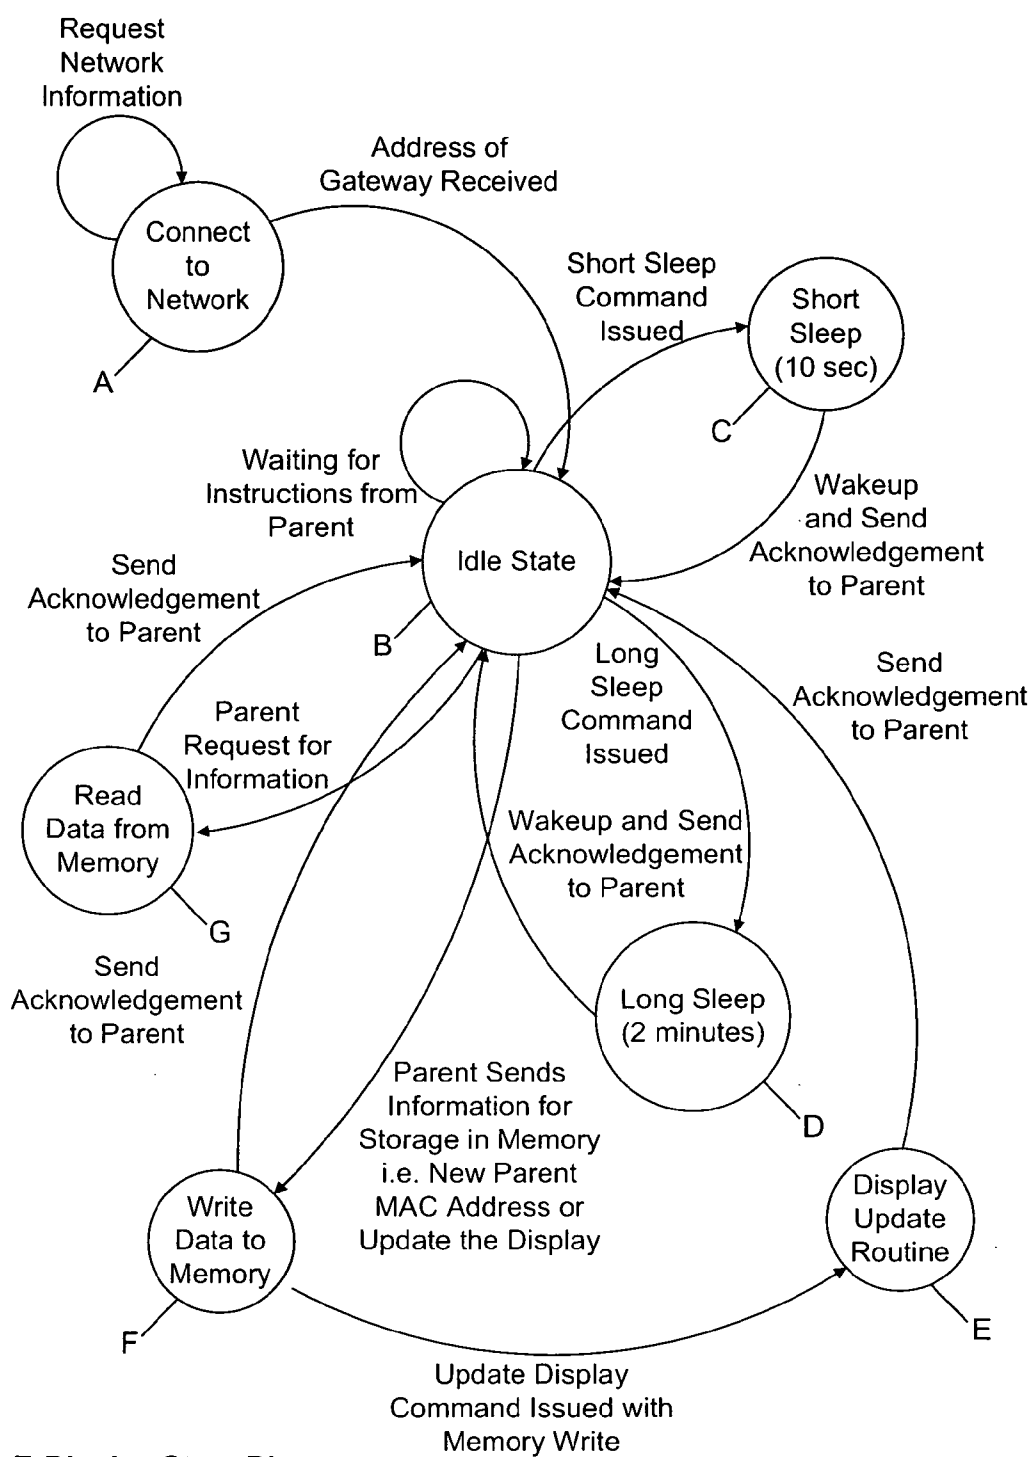 Request
Network
Information
Address of
Gateway Received
Connect
to
Network
A
Short Sleep
Command
Issued
Short
Sleep
(10 sec)
C
Waiting for
Instructions from
Parent
Wakeup
and Send
Acknowledgement
to Parent
Idle State
B
Send
Acknowledgement
to Parent
Long
Sleep
Command
Issued
Send
Acknowledgement
to Parent
Parent
Request for
Information
Read
Data from
Memory
G
Wakeup and Send
Acknowledgement
to Parent
Send
Acknowledgement
to Parent
Long Sleep
(2 minutes)
D
Parent Sends
Information for
Storage in Memory
i.e. New Parent
MAC Address or
Update the Display
Write
Data to
Memory
F
Display
Update
Routine
E
Update Display
Command Issued with
Memory Write